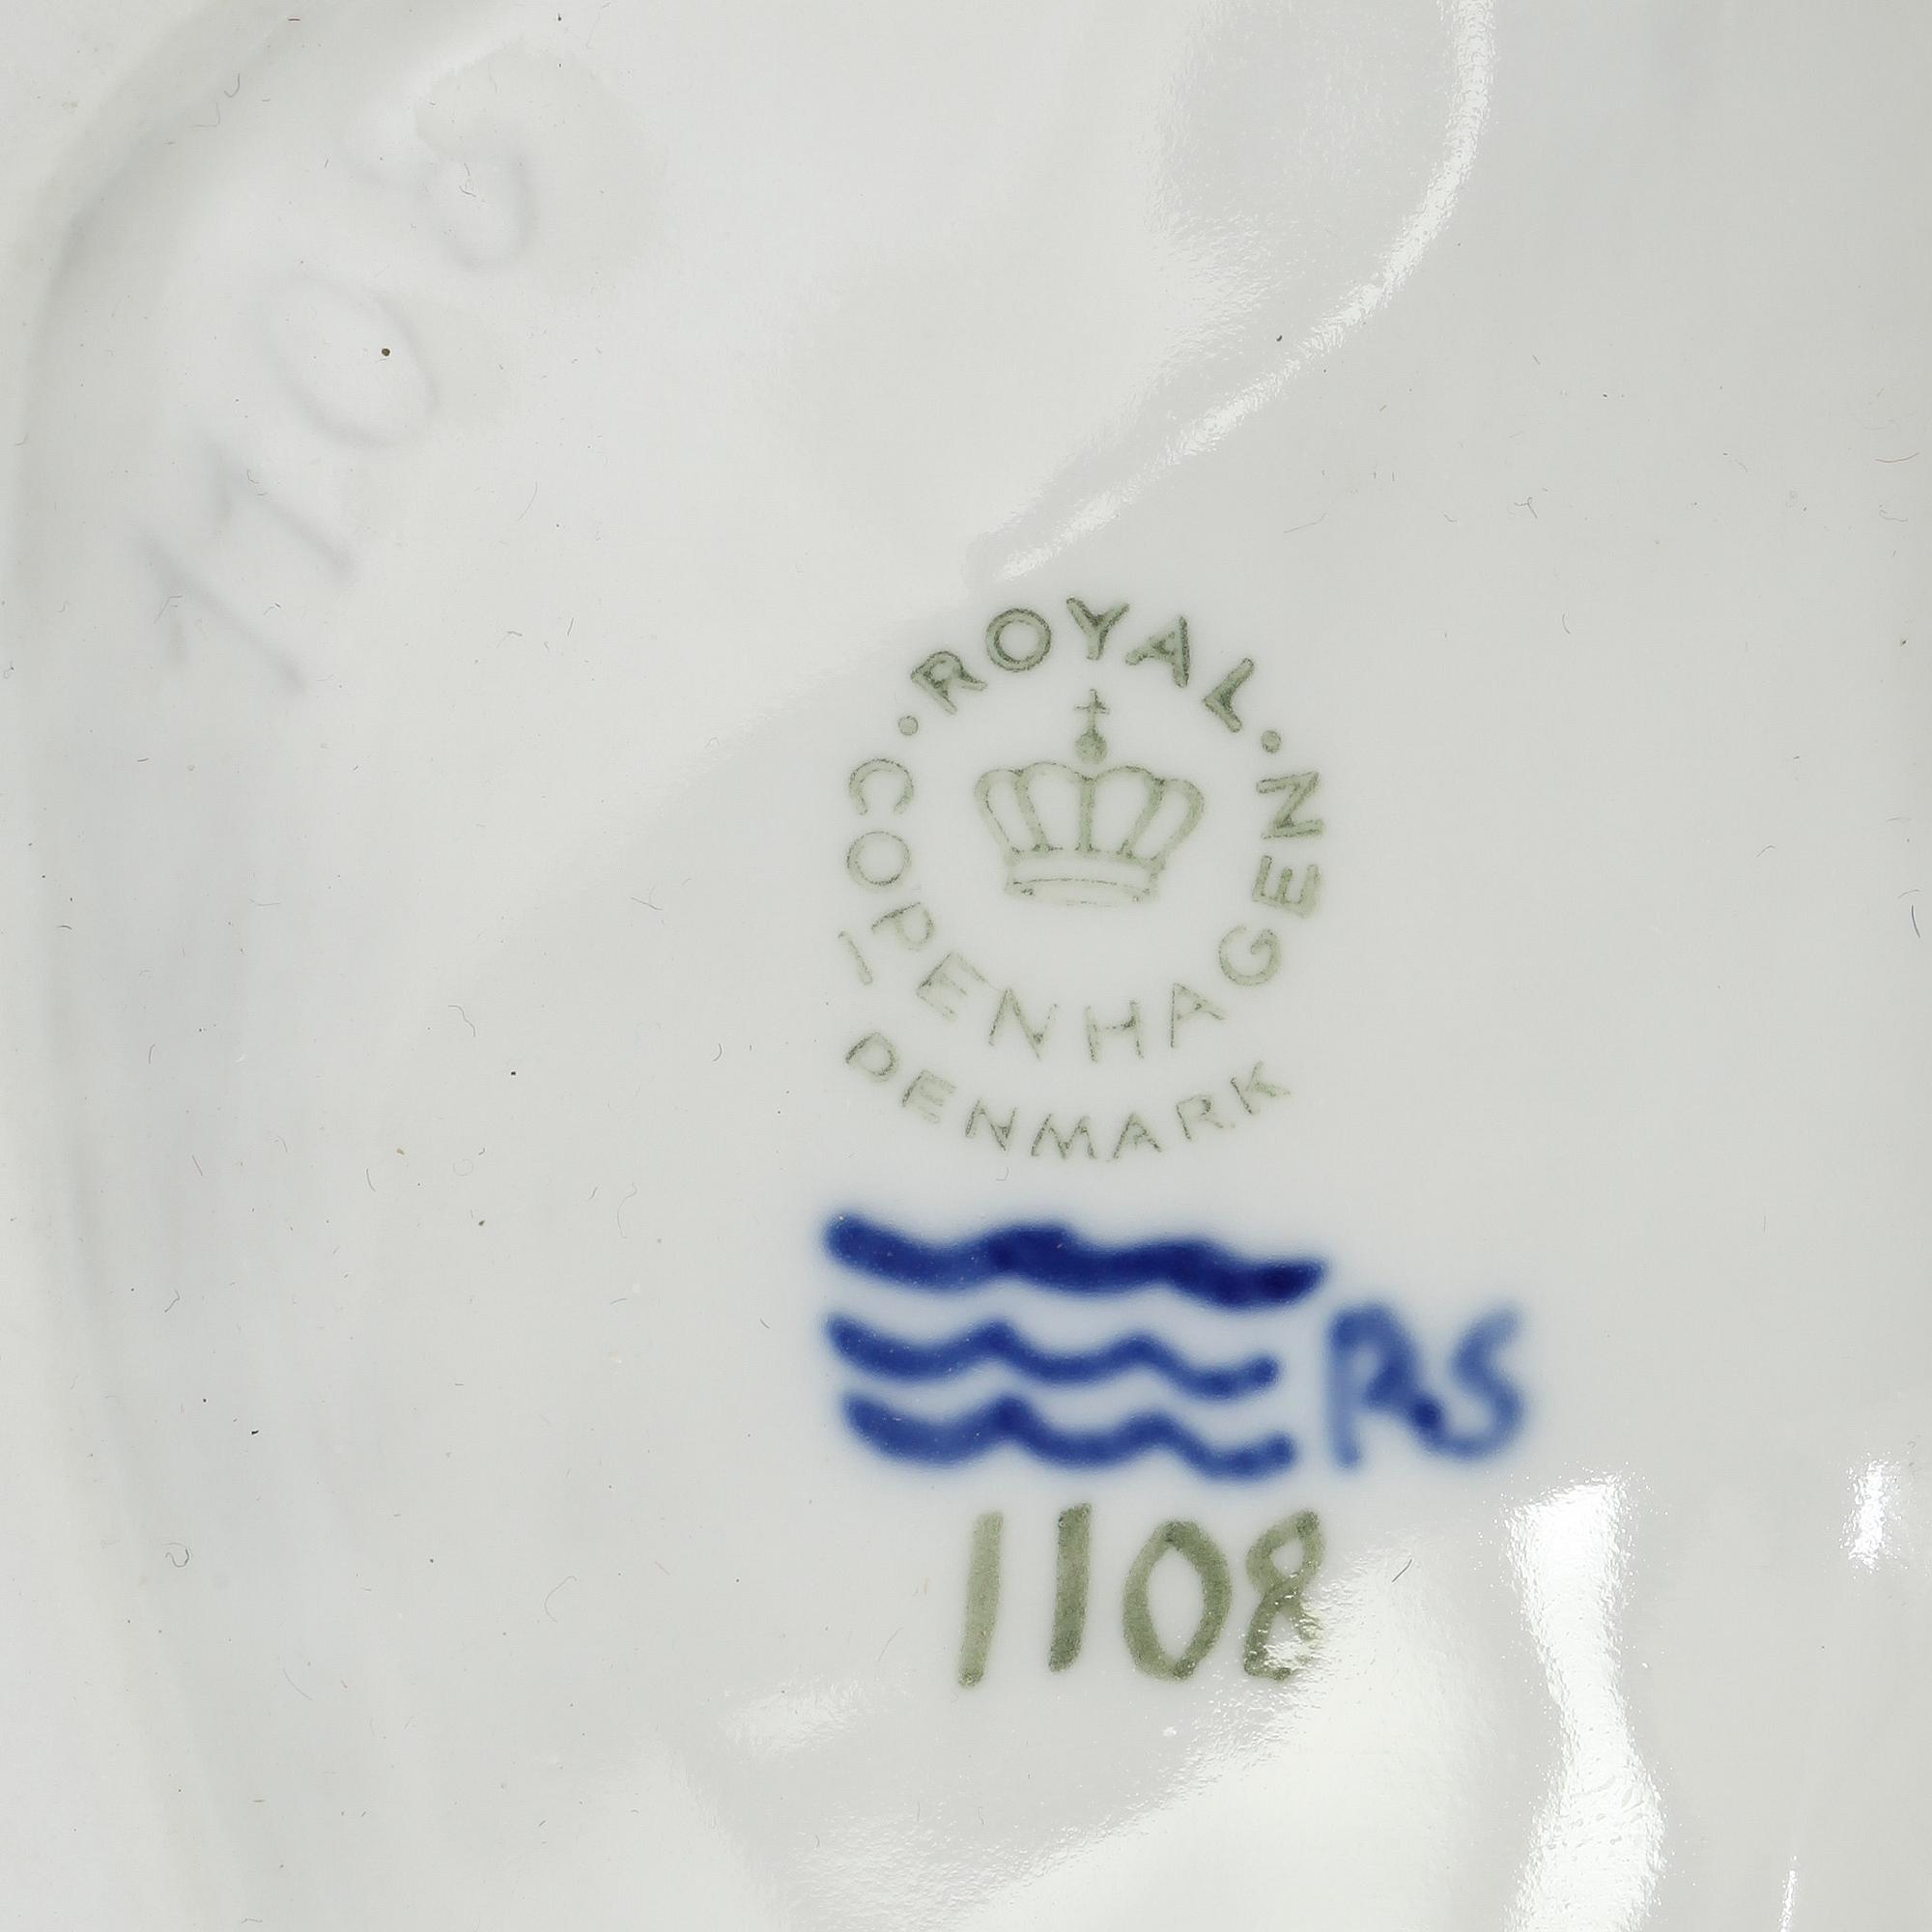 1108
· ROYAL ·
COPENHAGEN
DENMARK
RS
1108